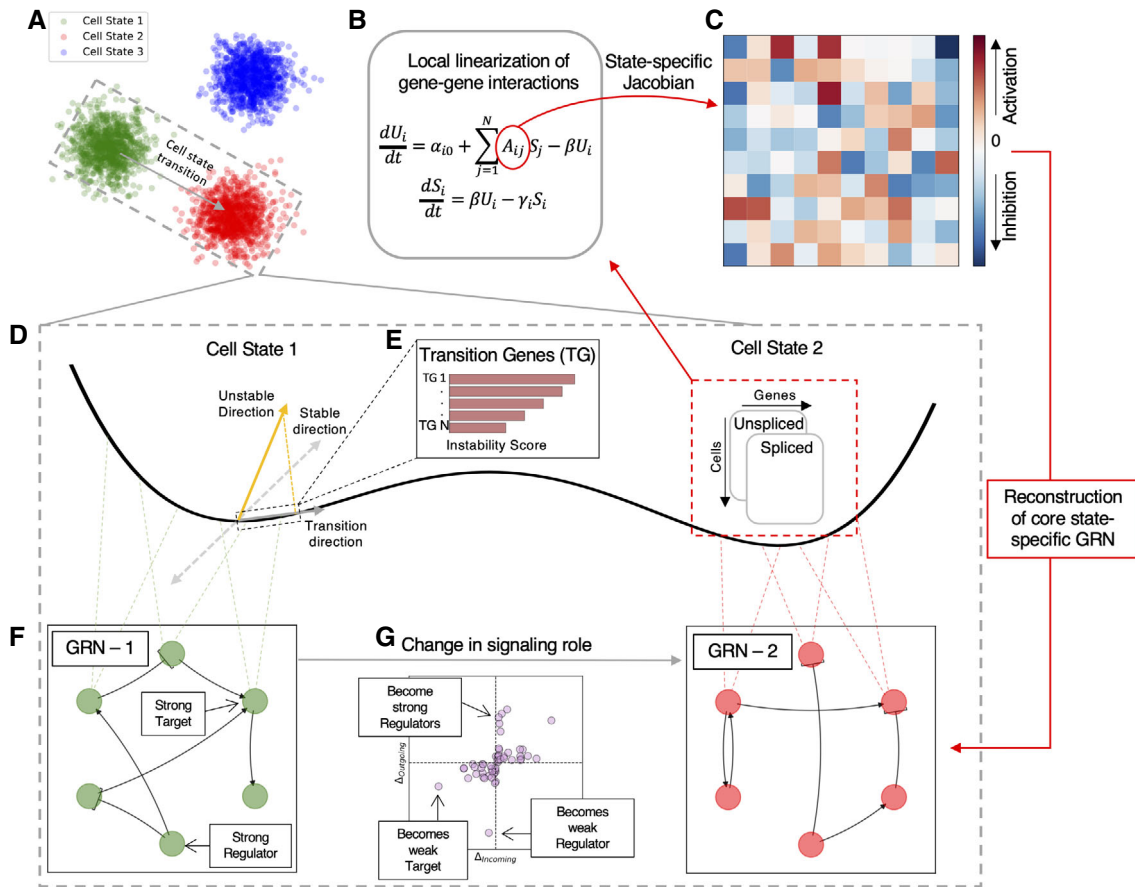 A
Cell State 1
Cell State 2
Cell State 3
Cell state
transition
B
Local linearization of
gene-gene interactions
dU_i/dt = α_{i0} + ∑_{j=1}^{N} A_{ij} S_j − βU_i
dS_i/dt = βU_i − γ_i S_i
State-specific
Jacobian
C
Activation
0
Inhibition
D
Cell State 1
Unstable
Direction
Stable
direction
Transition
direction
E
Transition Genes (TG)
TG 1
.
.
.
TG N
Instability Score
Cell State 2
Genes
Cells
Unspliced
Spliced
Reconstruction
of core state-
specific GRN
F
GRN – 1
Strong
Target
Strong
Regulator
G
Change in signaling role
Become
strong
Regulators
Δ_Outgoing
Becomes
weak
Target
Becomes
weak
Regulator
Δ_Incoming
GRN – 2